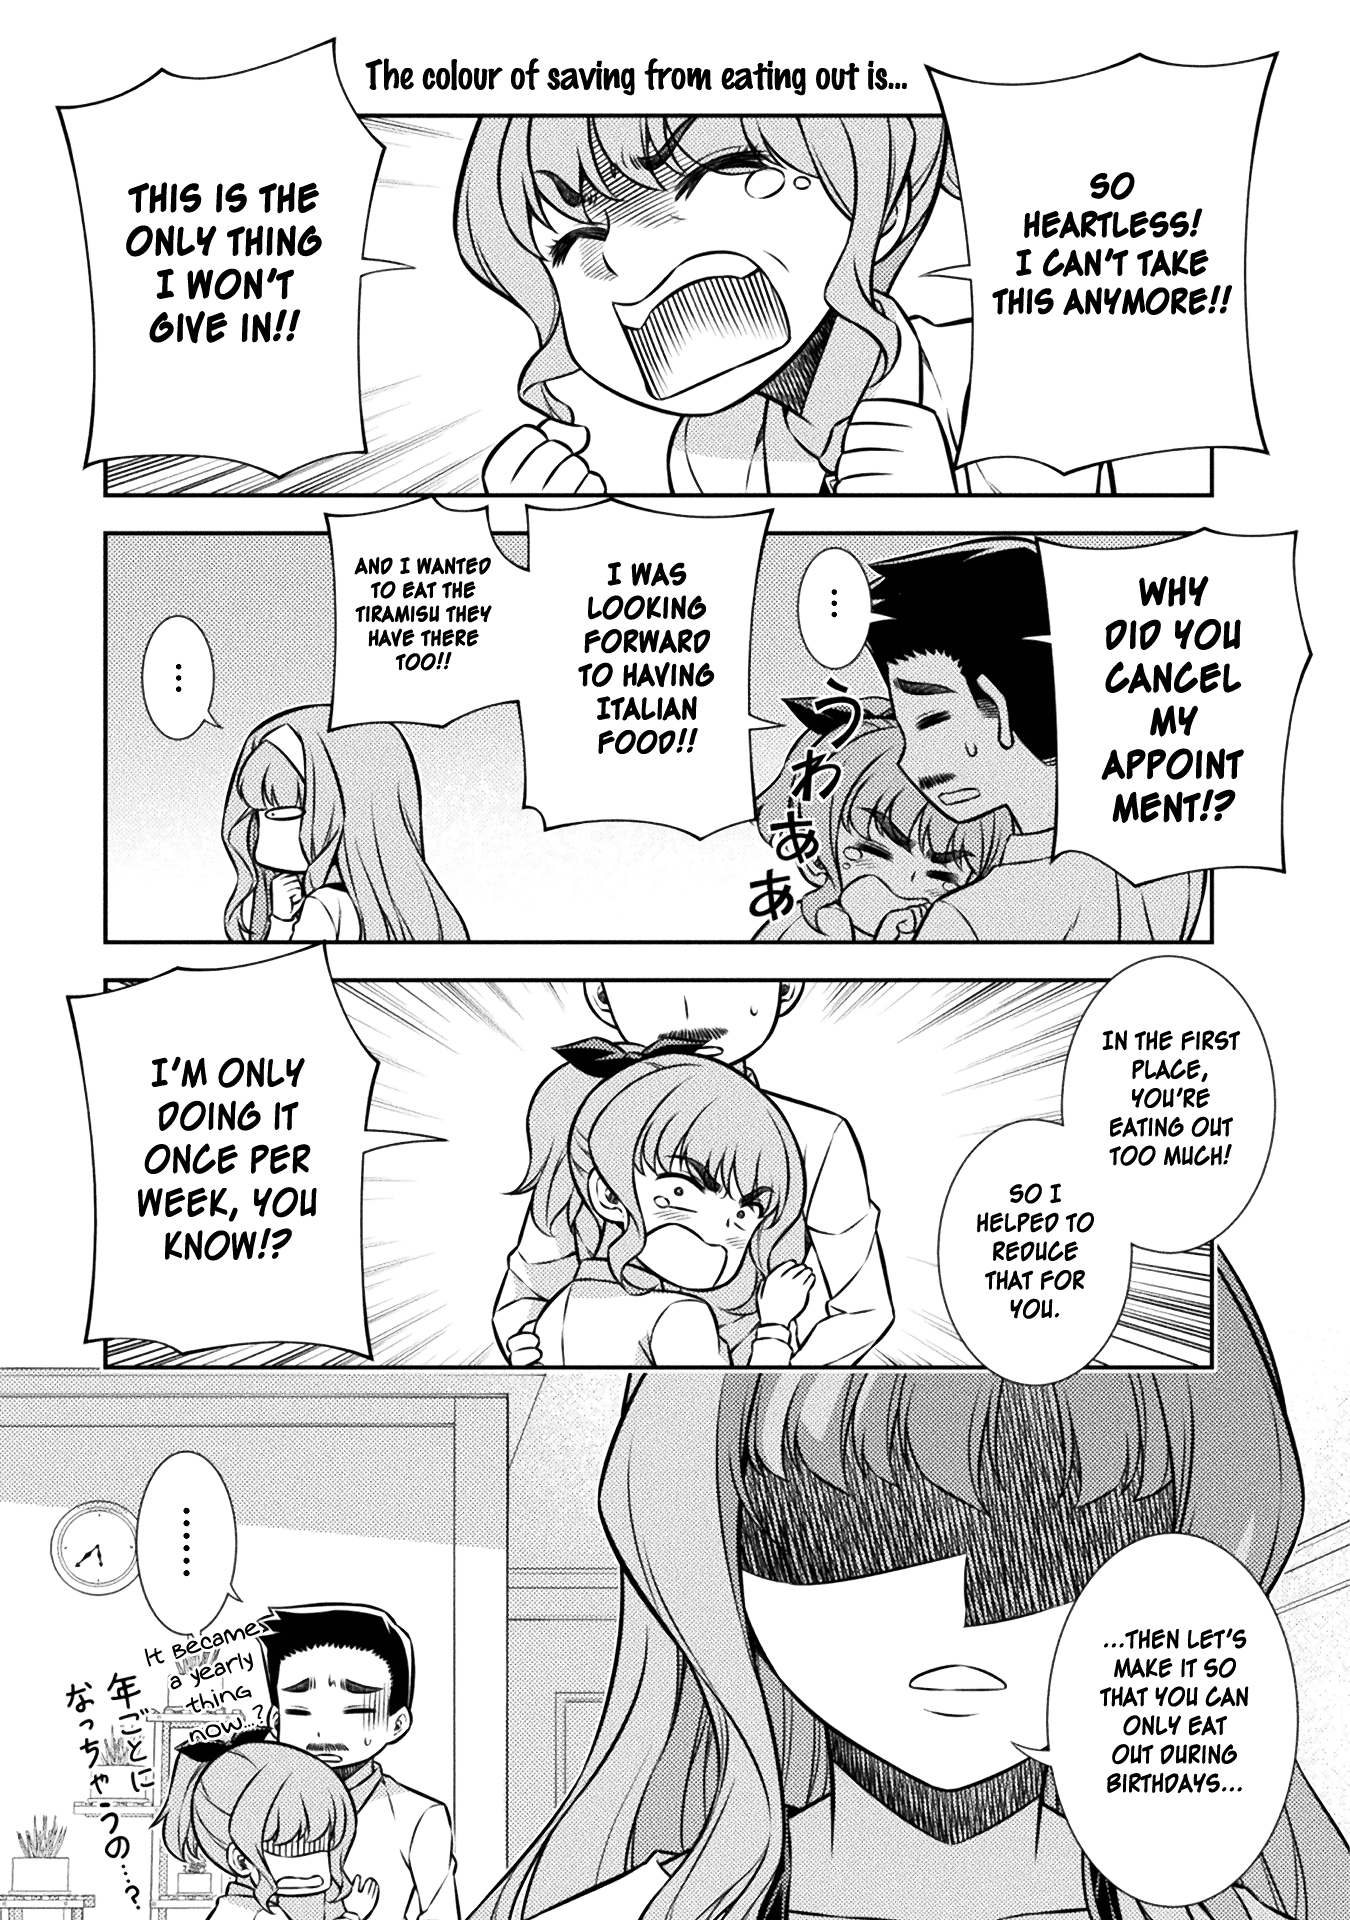 The colour of saving from eating out is...
SO
HEARTLESS!
I CAN'T TAKE
THIS ANYMORE!!
THIS IS THE
ONLY THING
I WON'T
GIVE IN!!
WHY
DID YOU
CANCEL
MY
APPOINT
MENT!?
...
うわあぁ
I WAS
LOOKING
FORWARD
TO HAVING
ITALIAN
FOOD!!
AND I WANTED
TO EAT THE
TIRAMISU THEY
HAVE THERE
TOO!!
...
IN THE FIRST
PLACE,
YOU'RE
EATING OUT
TOO MUCH!
SO I
HELPED TO
REDUCE
THAT FOR
YOU.
I'M ONLY
DOING IT
ONCE PER
WEEK, YOU
KNOW!?
...THEN LET'S
MAKE IT SO
THAT YOU CAN
ONLY EAT
OUT DURING
BIRTHDAYS...
......
It became
a yearly
thing
now...?
年ごとに
なっちゃうの…?